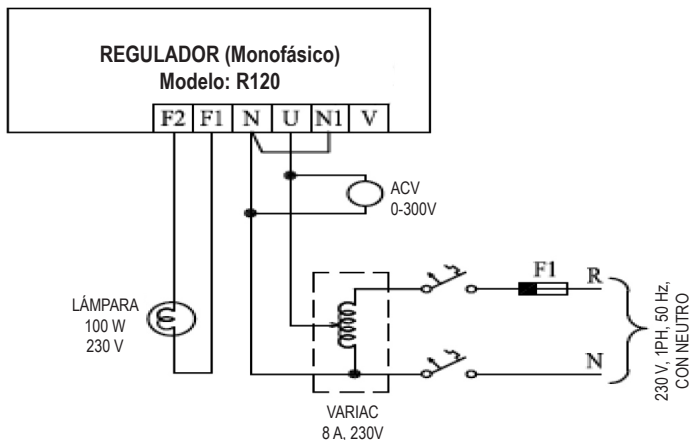 REGULADOR (Monofásico)
Modelo: R120
F2 F1 N U N1 V
ACV
0-300V
LÁMPARA
100 W
230 V
F1
R
N
230 V, 1PH, 50 Hz,
CON NEUTRO
VARIAC
8 A, 230V